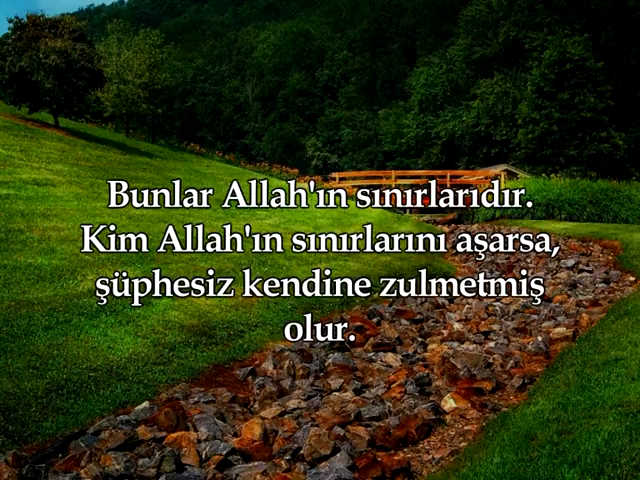 Bunlar Allah'ın sınırlarıdır.
Kim Allah'ın sınırlarını aşarsa,
şüphesiz kendine zulmetmiş
olur.